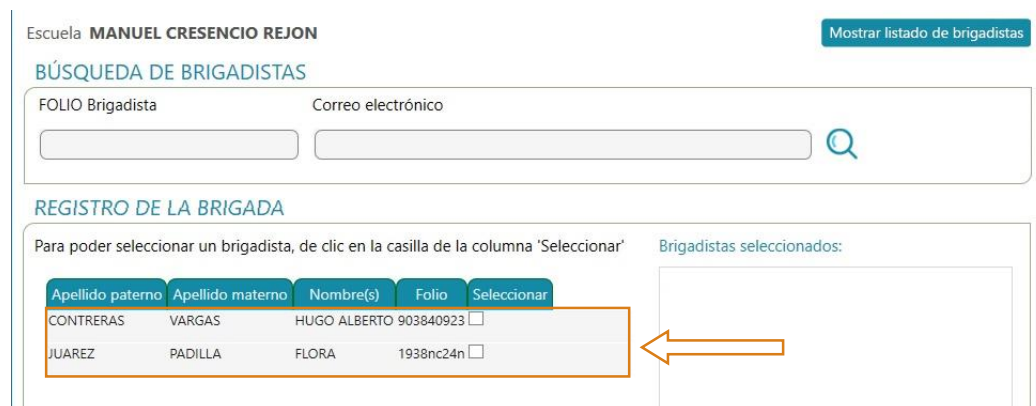 Escuela MANUEL CRESENCIO REJON
Mostrar listado de brigadistas
BÚSQUEDA DE BRIGADISTAS
FOLIO Brigadista Correo electrónico
REGISTRO DE LA BRIGADA
Para poder seleccionar un brigadista, de clic en la casilla de la columna 'Seleccionar'
Brigadistas seleccionados:
Apellido paterno Apellido materno Nombre(s) Folio Seleccionar
CONTRERAS VARGAS HUGO ALBERTO 903840923
JUAREZ PADILLA FLORA 1938nc24n